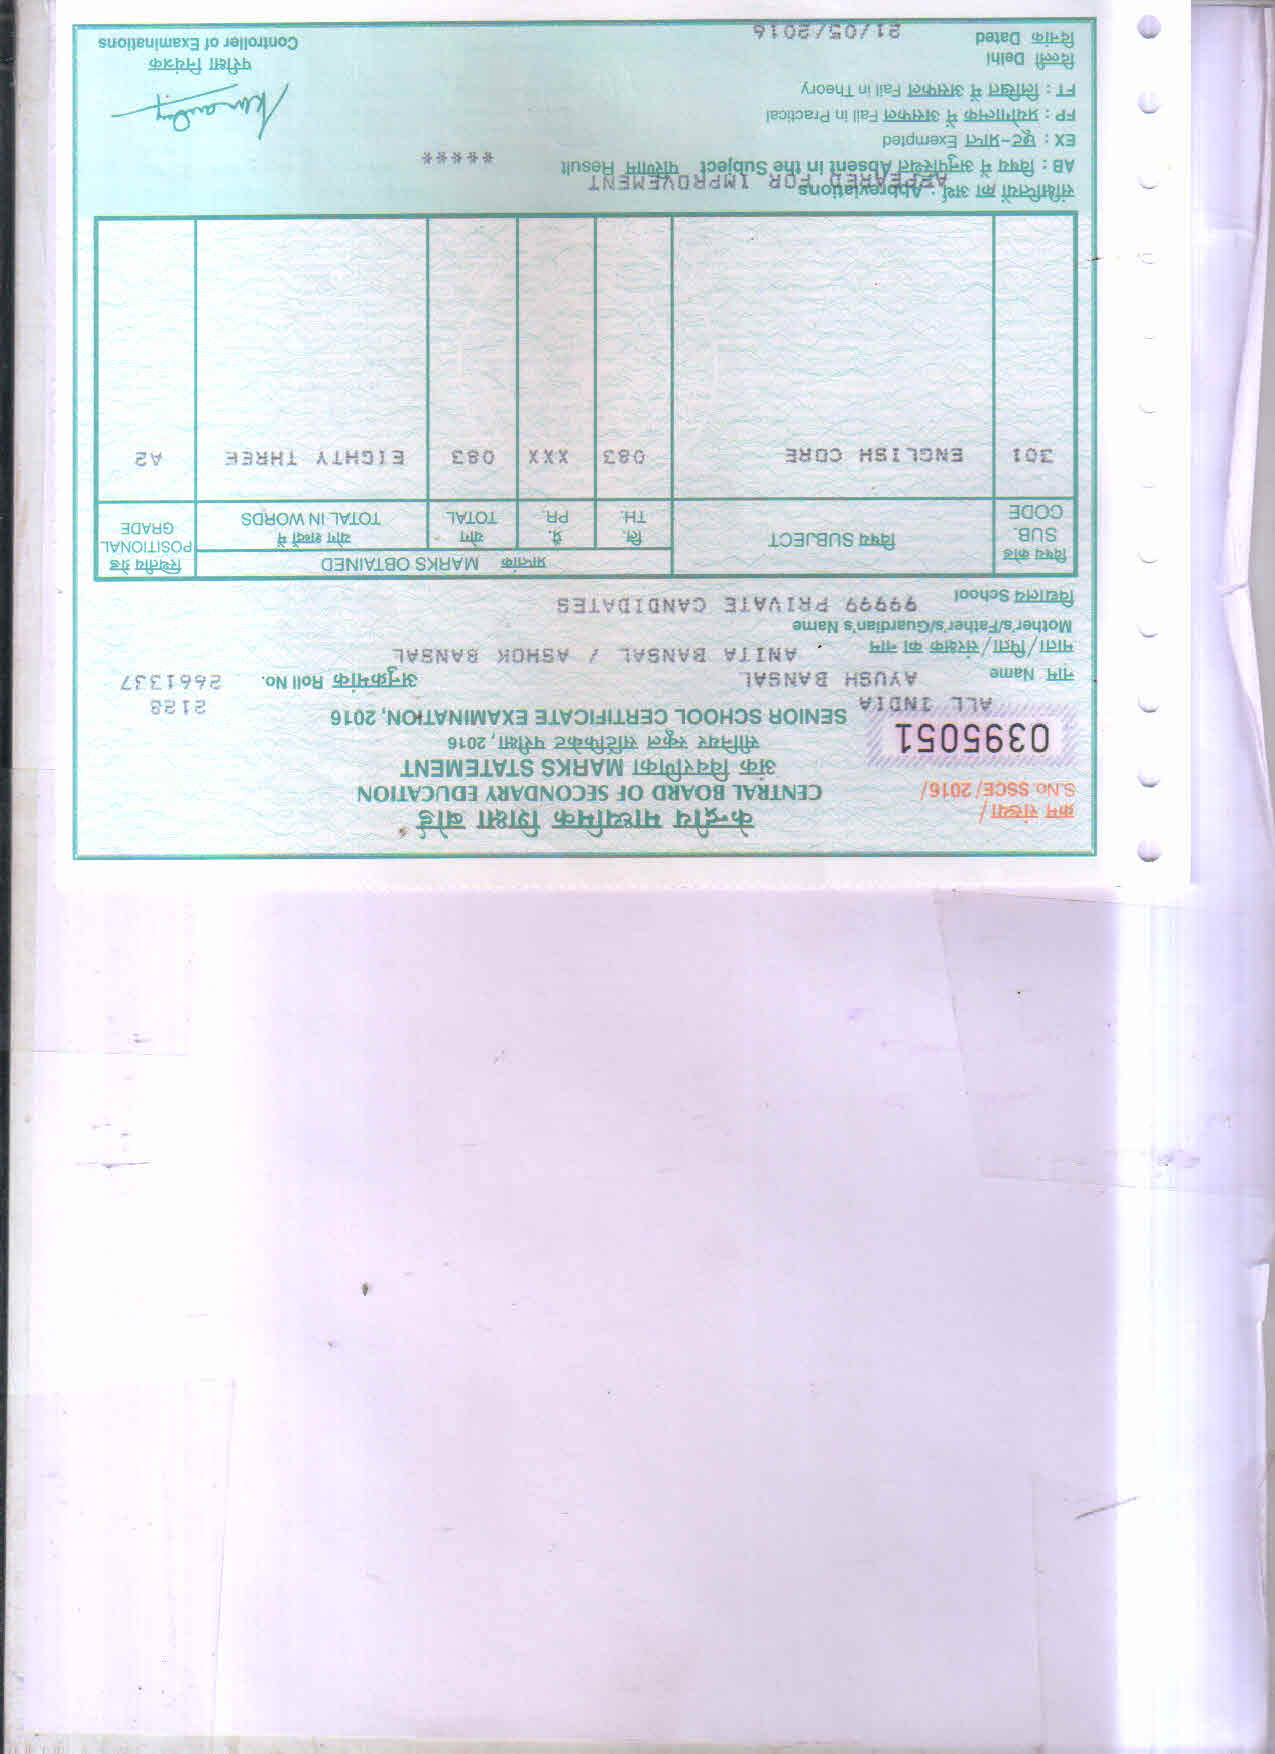 केन्द्रीय माध्यमिक शिक्षा बोर्ड
क्रम संख्या/
S.No SSCE/2016/
CENTRAL BOARD OF SECONDARY EDUCATION
अंक विवरणिका MARKS STATEMENT
0395051
सीनियर स्कूल सर्टिफिकेट परीक्षा, 2016
SENIOR SCHOOL CERTIFICATE EXAMINATION, 2016
ALL INDIA 2128
नाम Name AYUSH BANSAL अनुक्रमांक Roll No. 2661337
माता/पिता/संरक्षक का नाम ANITA BANSAL / ASHOK BANSAL
Mother's/Father's/Guardian's Name
विद्यालय School 99999 PRIVATE CANDIDATES
विषय कोड SUB. CODE
विषय SUBJECT
प्राप्तांक MARKS OBTAINED
लि. TH.
प्रै. PR.
योग TOTAL
योग शब्दों में TOTAL IN WORDS
स्थितीय ग्रेड POSITIONAL GRADE
301 ENGLISH CORE 083 XXX 083 EIGHTY THREE A2
संक्षिप्तियों का अर्थ : Abbreviations
APPEARED FOR IMPROVEMENT
AB : विषय में अनुपस्थित Absent in the Subject परिणाम Result *****
EX : छूट-प्राप्त Exempted
FP : प्रयोगात्मक में असफल Fail in Practical
FT : लिखित में असफल Fail in Theory
दिल्ली Delhi
परीक्षा नियंत्रक
दिनांक Dated 21/05/2016
Controller of Examinations